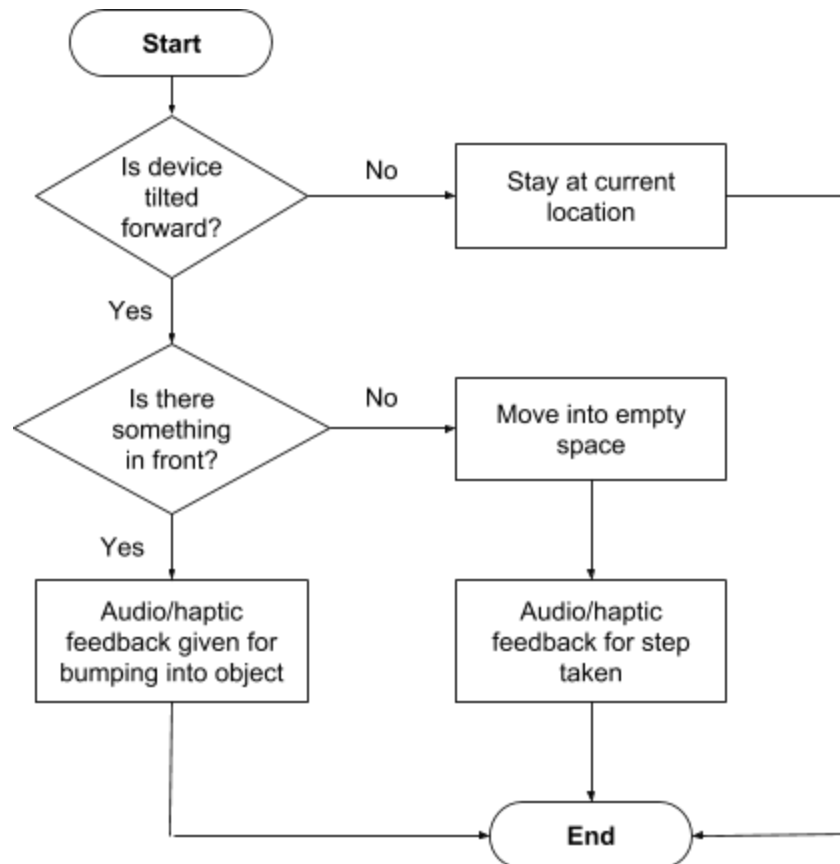 Start
Is device
tilted
forward?
No
Stay at current
location
Yes
Is there
something
in front?
No
Move into empty
space
Yes
Audio/haptic
feedback given for
bumping into object
Audio/haptic
feedback for step
taken
End